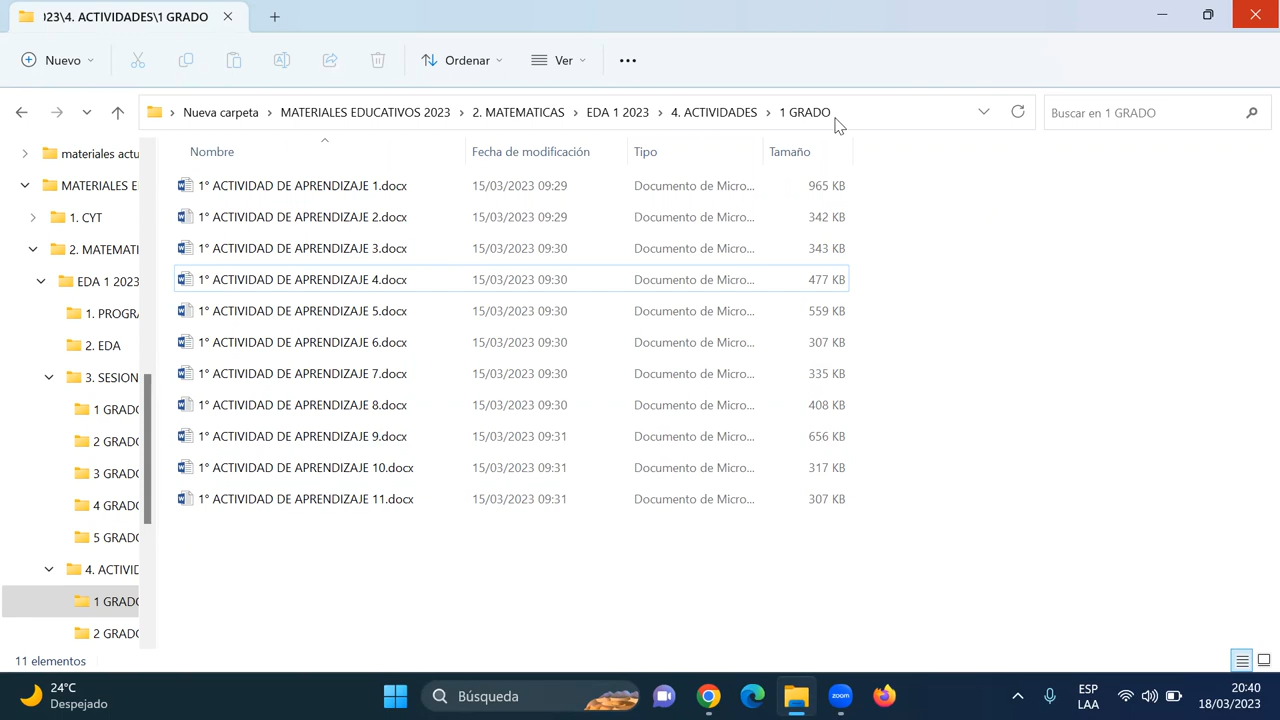 023\4. ACTIVIDADES\1 GRADO
Nuevo
Ordenar
Ver
Nueva carpeta > MATERIALES EDUCATIVOS 2023 > 2. MATEMATICAS > EDA 1 2023 > 4. ACTIVIDADES > 1 GRADO
Buscar en 1 GRADO
Nombre Fecha de modificación Tipo Tamaño
materiales actu
MATERIALES E
1. CYT
2. MATEMATI
EDA 1 2023
1. PROGRA
2. EDA
3. SESION
1 GRADO
2 GRADO
3 GRADO
4 GRADO
5 GRADO
4. ACTIVID
1 GRADO
2 GRADO
1° ACTIVIDAD DE APRENDIZAJE 1.docx 15/03/2023 09:29 Documento de Micro... 965 KB
1° ACTIVIDAD DE APRENDIZAJE 2.docx 15/03/2023 09:29 Documento de Micro... 342 KB
1° ACTIVIDAD DE APRENDIZAJE 3.docx 15/03/2023 09:30 Documento de Micro... 343 KB
1° ACTIVIDAD DE APRENDIZAJE 4.docx 15/03/2023 09:30 Documento de Micro... 477 KB
1° ACTIVIDAD DE APRENDIZAJE 5.docx 15/03/2023 09:30 Documento de Micro... 559 KB
1° ACTIVIDAD DE APRENDIZAJE 6.docx 15/03/2023 09:30 Documento de Micro... 307 KB
1° ACTIVIDAD DE APRENDIZAJE 7.docx 15/03/2023 09:30 Documento de Micro... 335 KB
1° ACTIVIDAD DE APRENDIZAJE 8.docx 15/03/2023 09:30 Documento de Micro... 408 KB
1° ACTIVIDAD DE APRENDIZAJE 9.docx 15/03/2023 09:31 Documento de Micro... 656 KB
1° ACTIVIDAD DE APRENDIZAJE 10.docx 15/03/2023 09:31 Documento de Micro... 317 KB
1° ACTIVIDAD DE APRENDIZAJE 11.docx 15/03/2023 09:31 Documento de Micro... 307 KB
11 elementos
24°C
Despejado
Búsqueda
zoom
ESP
LAA
20:40
18/03/2023